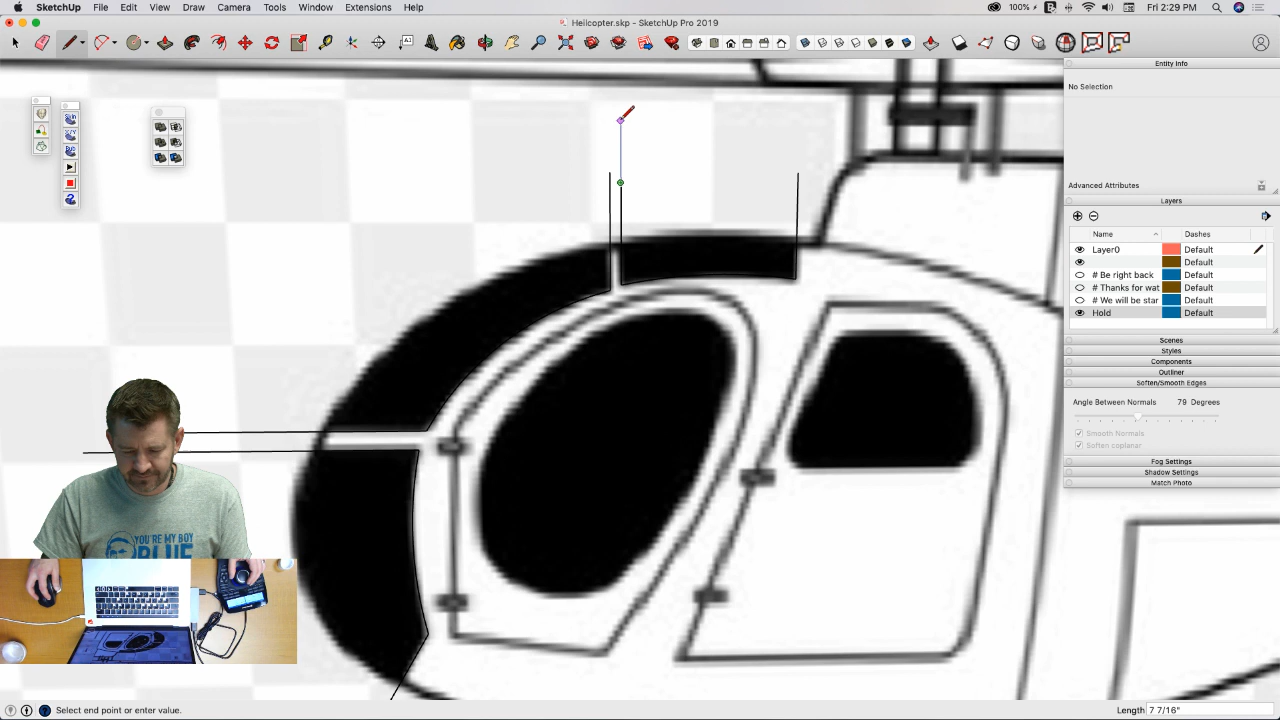 SketchUp File Edit View Draw Camera Tools Window Extensions Help 100% Fri 2:29 PM
Helicopter.skp - SketchUp Pro 2019
Entity Info
No Selection
Advanced Attributes
Layers
Name Dashes
Layer0 Default
Default
# Be right back Default
# Thanks for wat Default
# We will be star Default
Hold Default
Scenes
Styles
Components
Outliner
Soften/Smooth Edges
Angle Between Normals 79 Degrees
Smooth Normals
Soften coplanar
Fog Settings
Shadow Settings
Match Photo
YOU'RE MY BOY
BLUE
Select end point or enter value. Length 7 7/16"